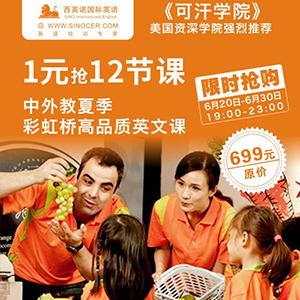 西英诺国际英语
SINO International English
WWW.SINOCER.COM
英语培训专家
《可汗学院》
美国资深学院强烈推荐
1元抢12节课
中外教夏季
彩虹桥高品质英文课
限时抢购
6月20日-6月30日
19:00-23:00
699元
原价